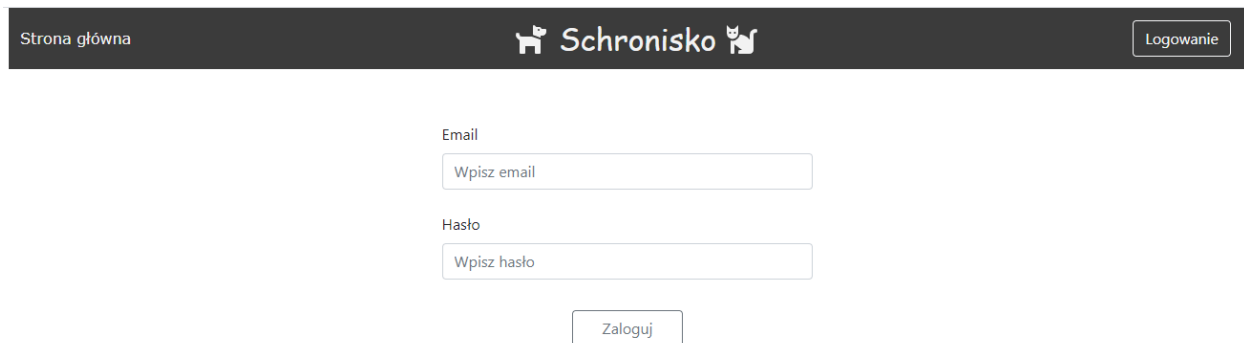 Strona główna
Schronisko
Logowanie
Email
Wpisz email
Hasło
Wpisz hasło
Zaloguj